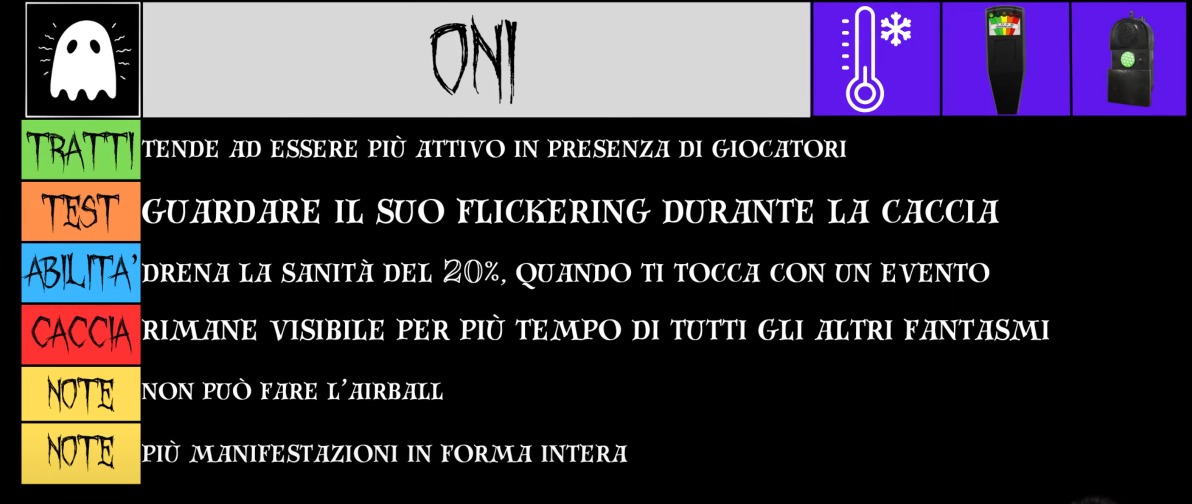 ONI
TRATTI TENDE AD ESSERE PIÙ ATTIVO IN PRESENZA DI GIOCATORI
TEST GUARDARE IL SUO FLICKERING DURANTE LA CACCIA
ABILITA' DRENA LA SANITÀ DEL 20%, QUANDO TI TOCCA CON UN EVENTO
CACCIA RIMANE VISIBILE PER PIÙ TEMPO DI TUTTI GLI ALTRI FANTASMI
NOTE NON PUÒ FARE L'AIRBALL
NOTE PIÙ MANIFESTAZIONI IN FORMA INTERA